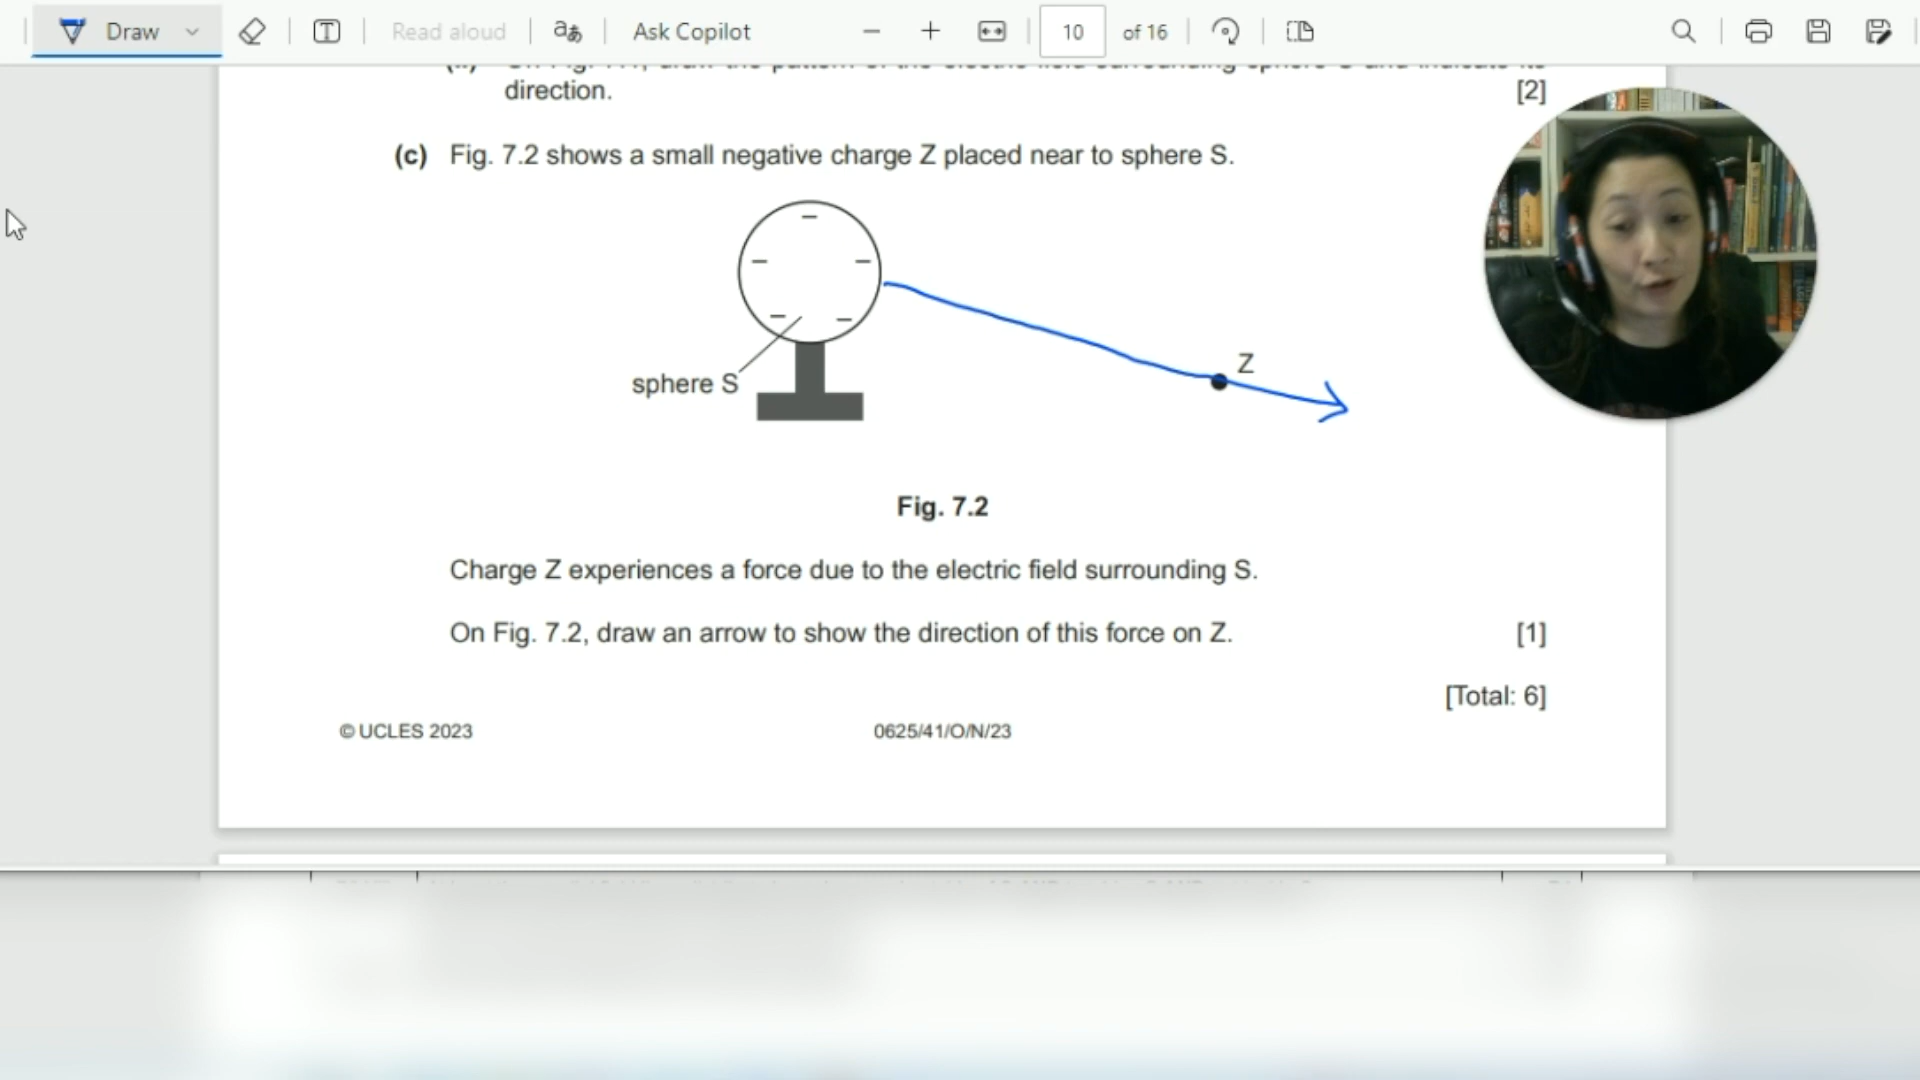 Draw
Read aloud
aあ
Ask Copilot
10 of 16
direction. [2]
(c) Fig. 7.2 shows a small negative charge Z placed near to sphere S.
Z
sphere S
Fig. 7.2
Charge Z experiences a force due to the electric field surrounding S.
On Fig. 7.2, draw an arrow to show the direction of this force on Z. [1]
[Total: 6]
© UCLES 2023
0625/41/O/N/23